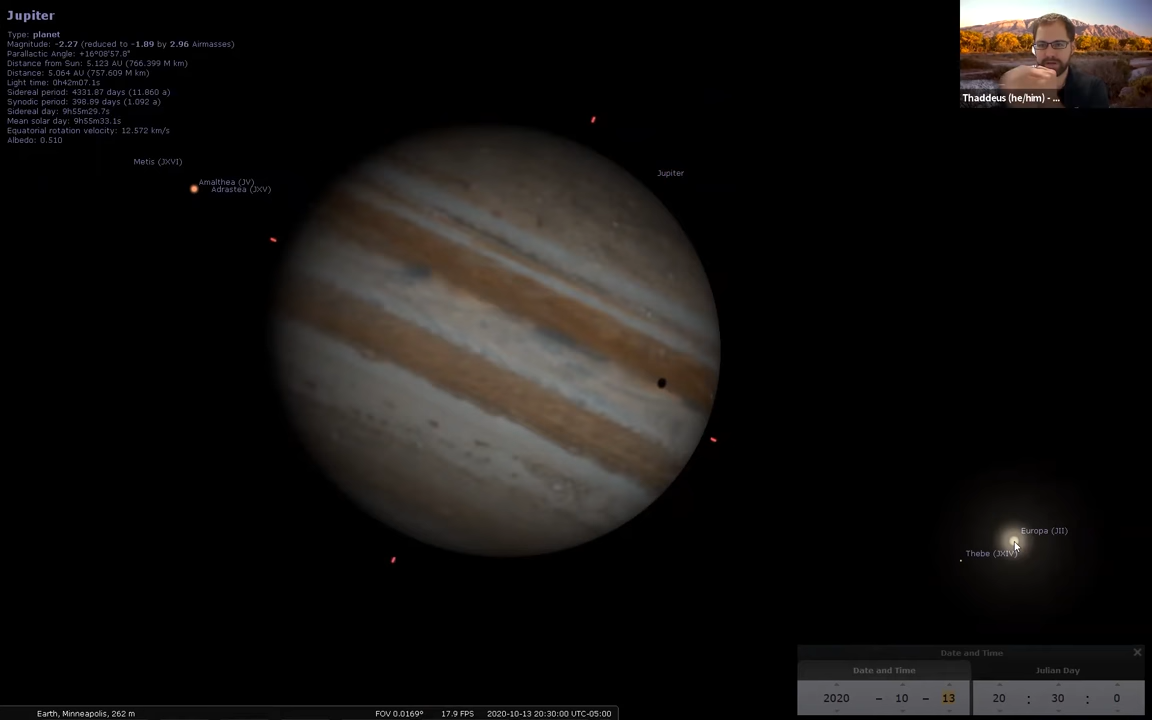 Jupiter
Type: planet
Magnitude: -2.27 (reduced to -1.89 by 2.96 Airmasses)
Parallactic Angle: +16°08'57.8"
Distance from Sun: 5.123 AU (766.399 M km)
Distance: 5.064 AU (757.609 M km)
Light time: 0h42m07.1s
Sidereal period: 4331.87 days (11.860 a)
Synodic period: 398.89 days (1.092 a)
Sidereal day: 9h55m29.7s
Mean solar day: 9h55m33.1s
Equatorial rotation velocity: 12.572 km/s
Albedo: 0.510
Thaddeus (he/him) - ...
Metis (JXVI)
Amalthea (JV)
Adrastea (JXV)
Jupiter
Europa (JII)
Thebe (JXIV)
Date and Time
Date and Time
Julian Day
2020 - 10 - 13 20 : 30 : 0
Earth, Minneapolis, 262 m
FOV 0.0169°
17.9 FPS
2020-10-13 20:30:00 UTC-05:00